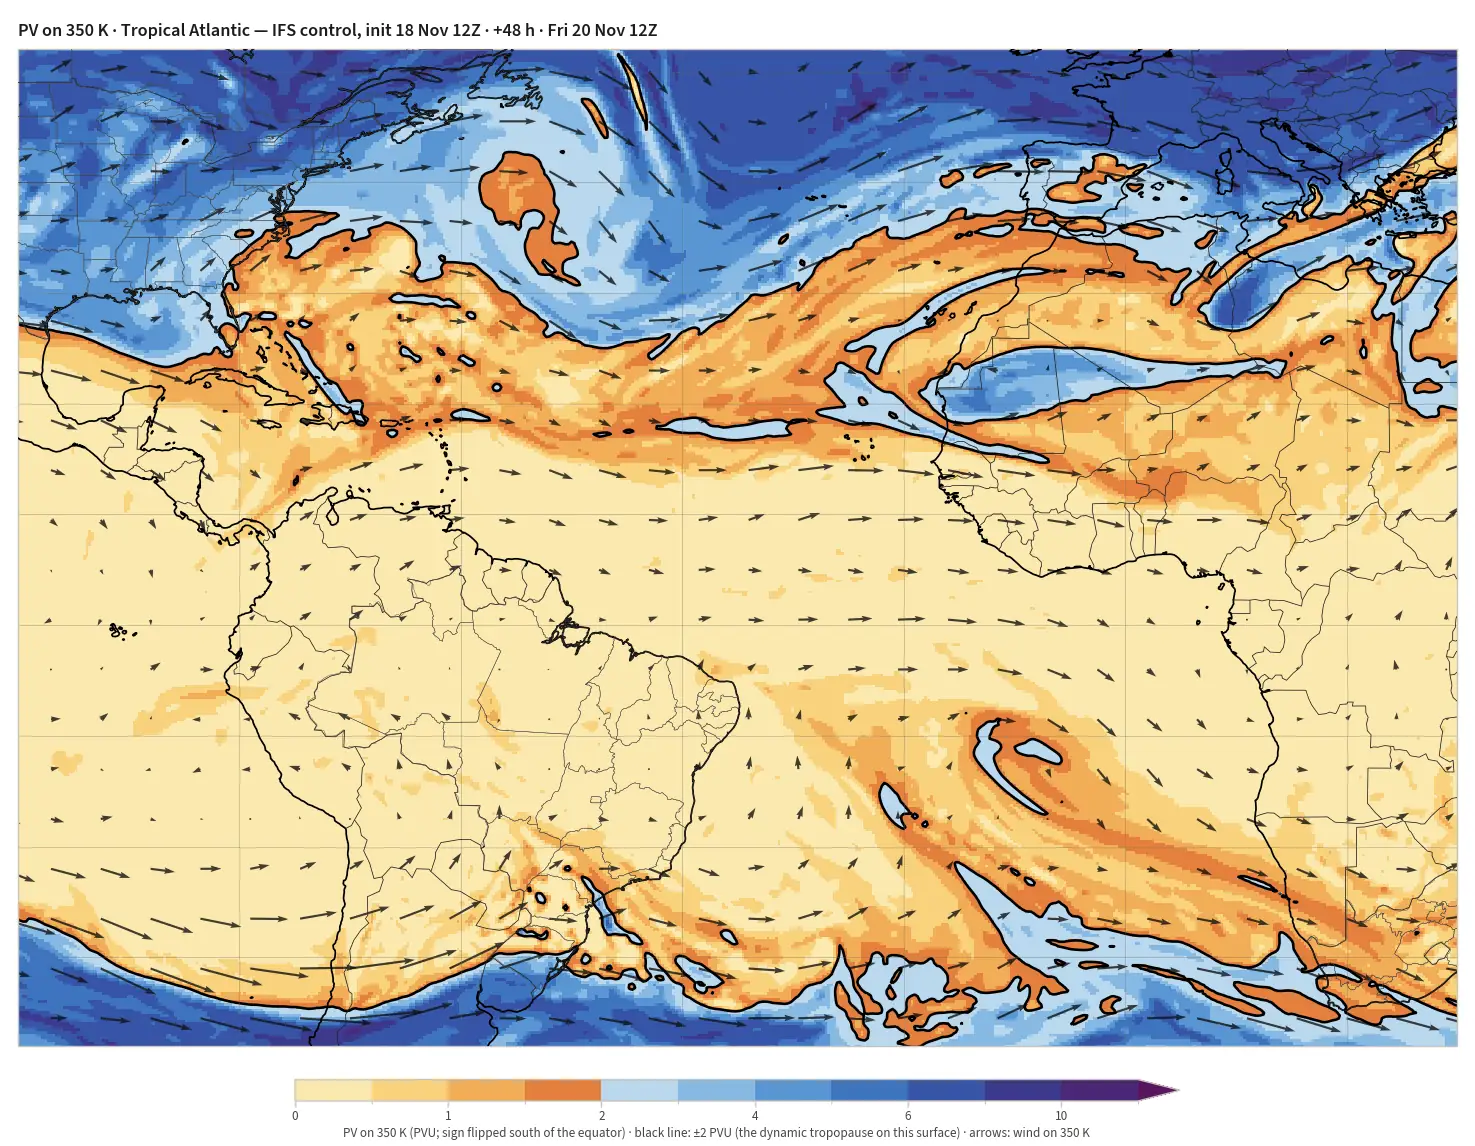 PV on 350 K · Tropical Atlantic — IFS control, init 18 Nov 12Z · +48 h · Fri 20 Nov 12Z
0 1 2 4 6 10
PV on 350 K (PVU; sign flipped south of the equator) · black line: ±2 PVU (the dynamic tropopause on this surface) · arrows: wind on 350 K